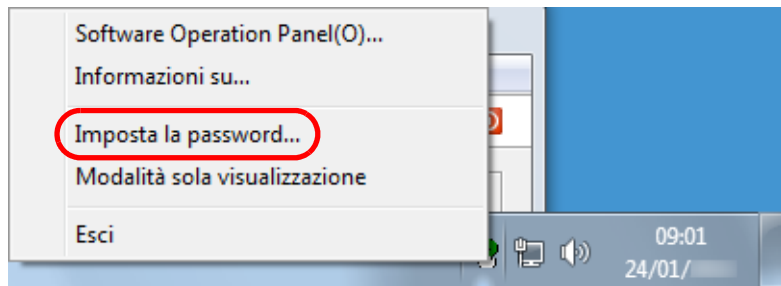 Software Operation Panel(O)...
Informazioni su...
Imposta la password...
Modalità sola visualizzazione
Esci
09:01
24/01/